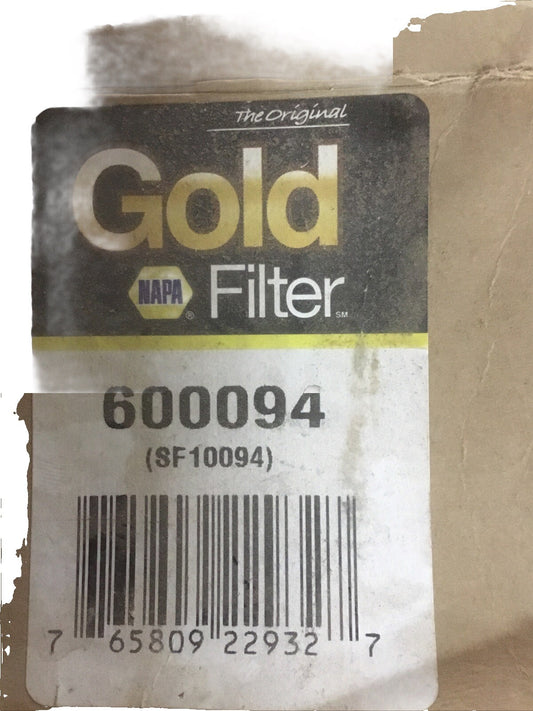 The Original
Gold
NAPA ® Filter SM
600094
(SF10094)
7 65809 22932 7